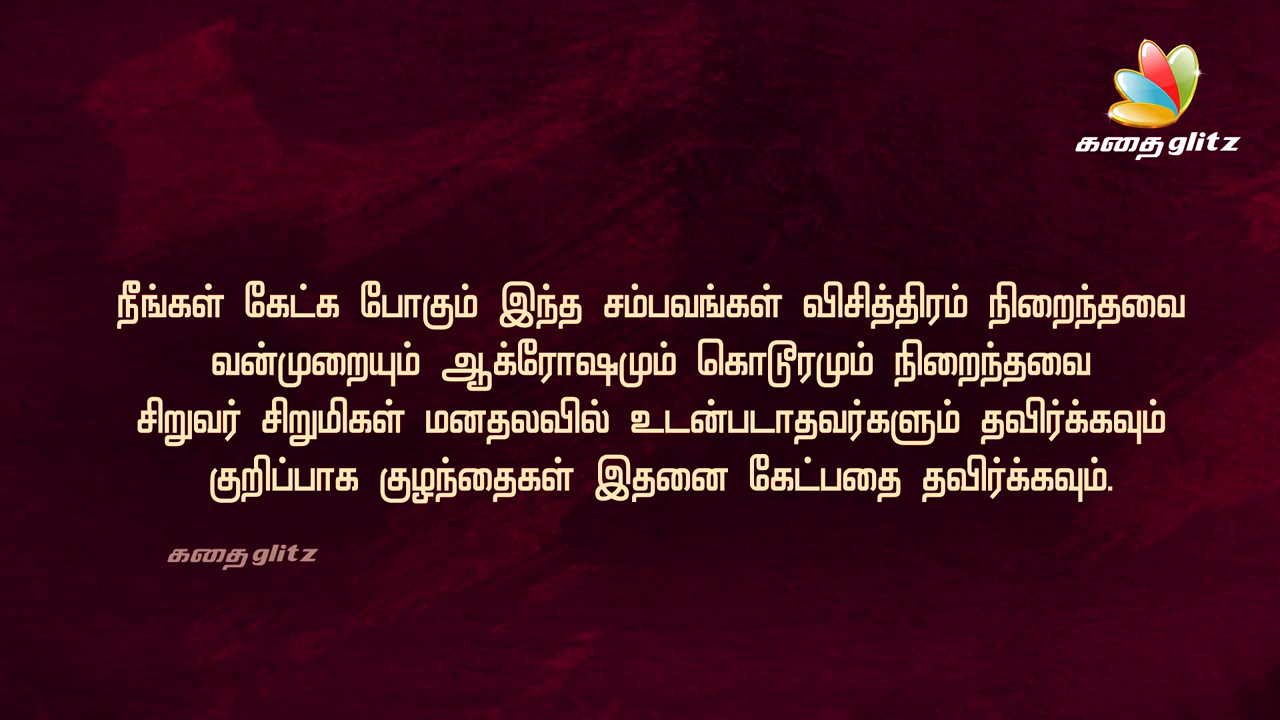 கதை glitz
நீங்கள் கேட்க போகும் இந்த சம்பவங்கள் விசித்திரம் நிறைந்தவை
வன்முறையும் ஆக்ரோஷமும் கொடூரமும் நிறைந்தவை
சிறுவர் சிறுமிகள் மனதலவில் உடன்படாதவர்களும் தவிர்க்கவும்
குறிப்பாக குழந்தைகள் இதனை கேட்பதை தவிர்க்கவும்.
கதை glitz